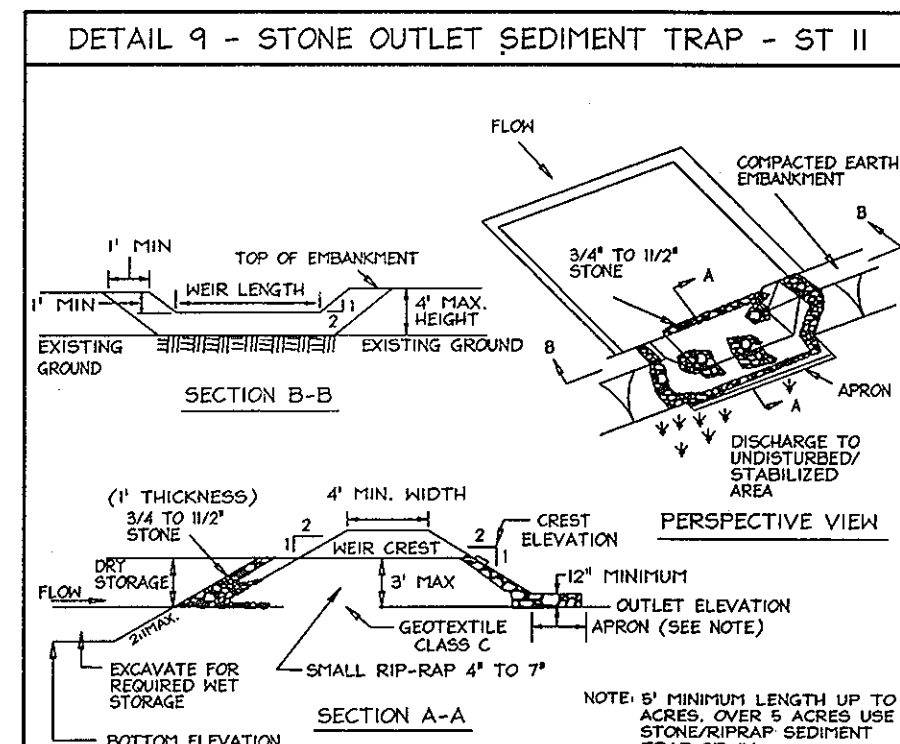 DETAIL 9 - STONE OUTLET SEDIMENT TRAP - ST II
FLOW
COMPACTED EARTH
EMBANKMENT
B
1' MIN
TOP OF EMBANKMENT
3/4" TO 11/2"
STONE
A
1' MIN
WEIR LENGTH
1
2
4' MAX.
HEIGHT
EXISTING
GROUND
EXISTING GROUND
B
APRON
A
SECTION B-B
DISCHARGE TO
UNDISTURBED/
STABILIZED
AREA
PERSPECTIVE VIEW
(1' THICKNESS)
3/4 TO 11/2"
STONE
4' MIN. WIDTH
2
1
WEIR CREST
2
1
CREST
ELEVATION
DRY
STORAGE
FLOW
3' MAX
12" MINIMUM
OUTLET ELEVATION
2:1 MAX.
GEOTEXTILE
CLASS C
APRON (SEE NOTE)
EXCAVATE FOR
REQUIRED WET
STORAGE
SMALL RIP-RAP 4" TO 7"
SECTION A-A
BOTTOM ELEVATION
NOTE: 5' MINIMUM LENGTH UP TO
ACRES. OVER 5 ACRES USE
STONE/RIPRAP SEDIMENT